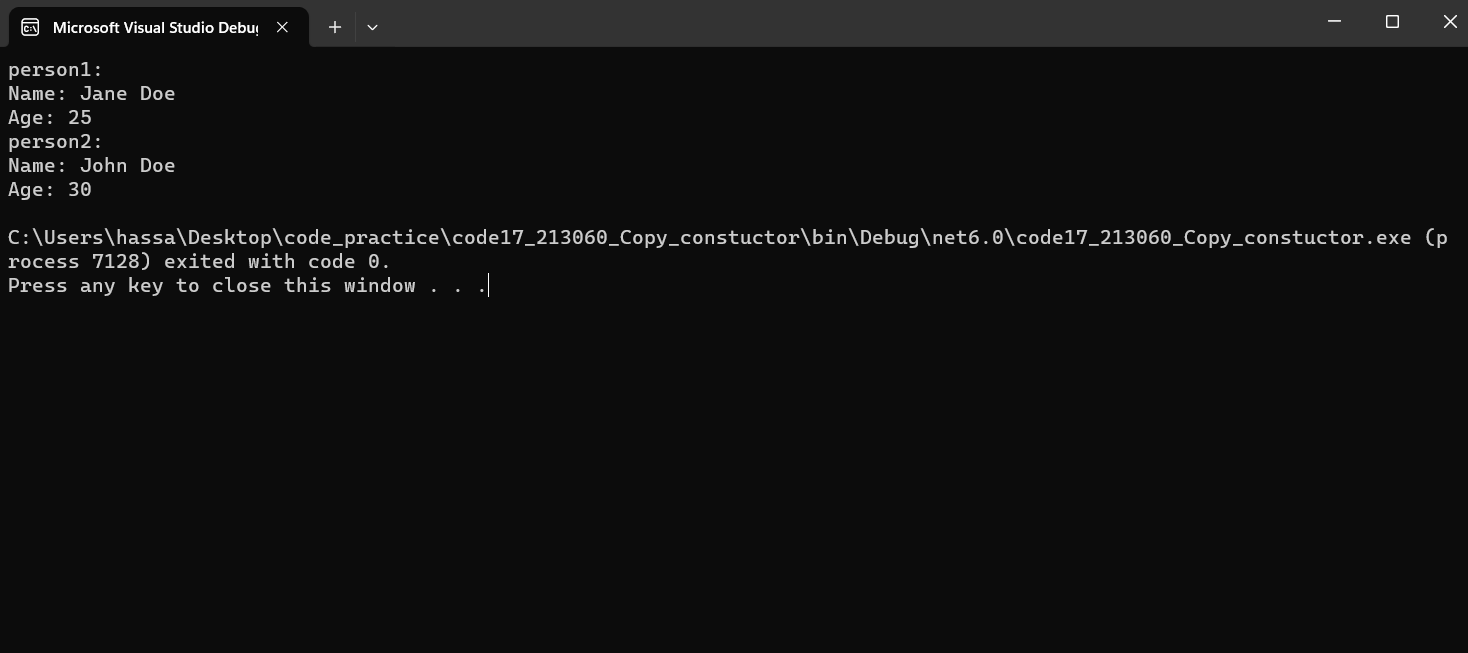 Microsoft Visual Studio Debug
person1:
Name: Jane Doe
Age: 25
person2:
Name: John Doe
Age: 30
C:\Users\hassa\Desktop\code_practice\code17_213060_Copy_constuctor\bin\Debug\net6.0\code17_213060_Copy_constuctor.exe (p
rocess 7128) exited with code 0.
Press any key to close this window . . .